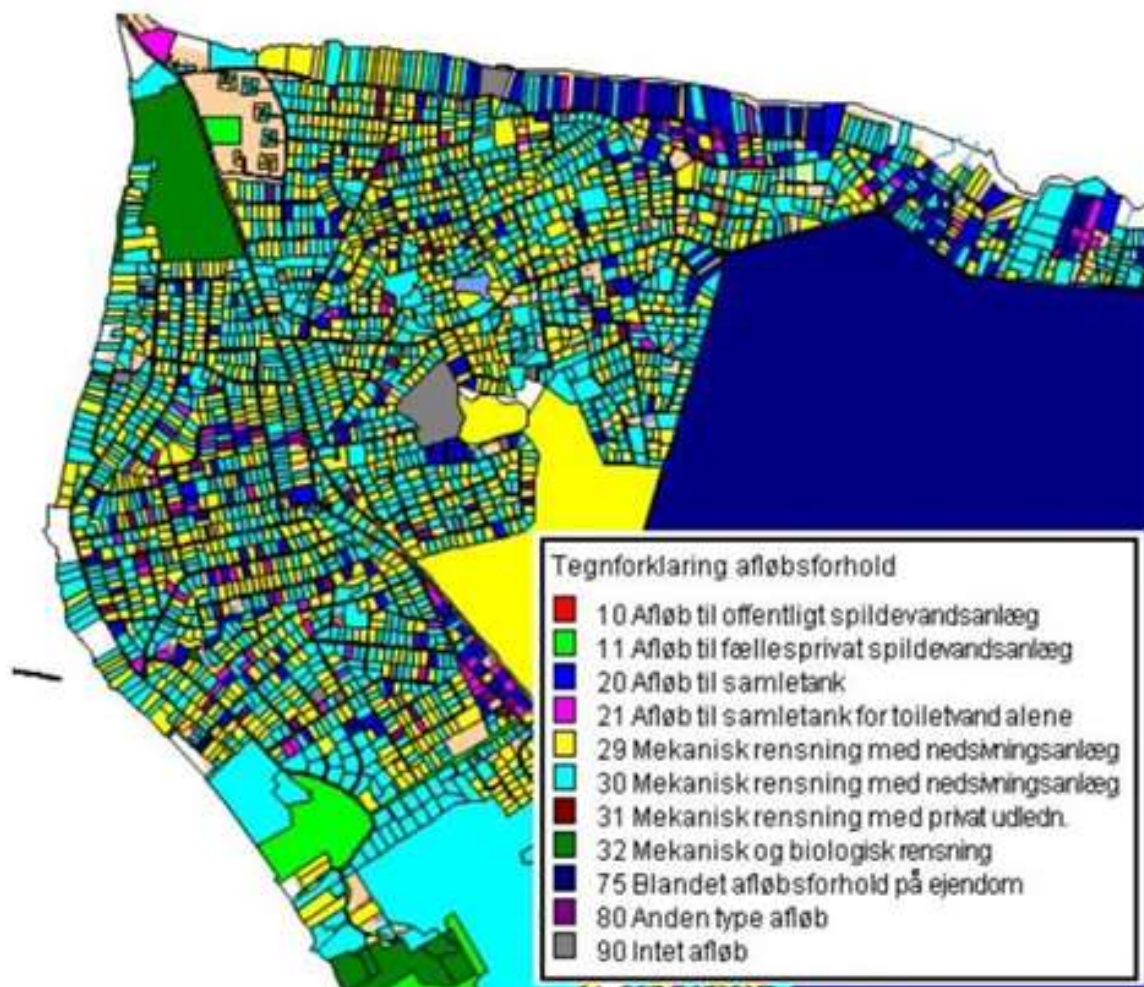 Tegnforklaring afløbsforhold
10 Afløb til offentligt spildevandsanlæg
11 Afløb til fællesprivat spildevandsanlæg
20 Afløb til samletank
21 Afløb til samletank for toiletvand alene
29 Mekanisk rensning med nedsivningsanlæg
30 Mekanisk rensning med nedsivningsanlæg
31 Mekanisk rensning med privat udledn.
32 Mekanisk og biologisk rensning
75 Blandet afløbsforhold på ejendom
80 Anden type afløb
90 Intet afløb